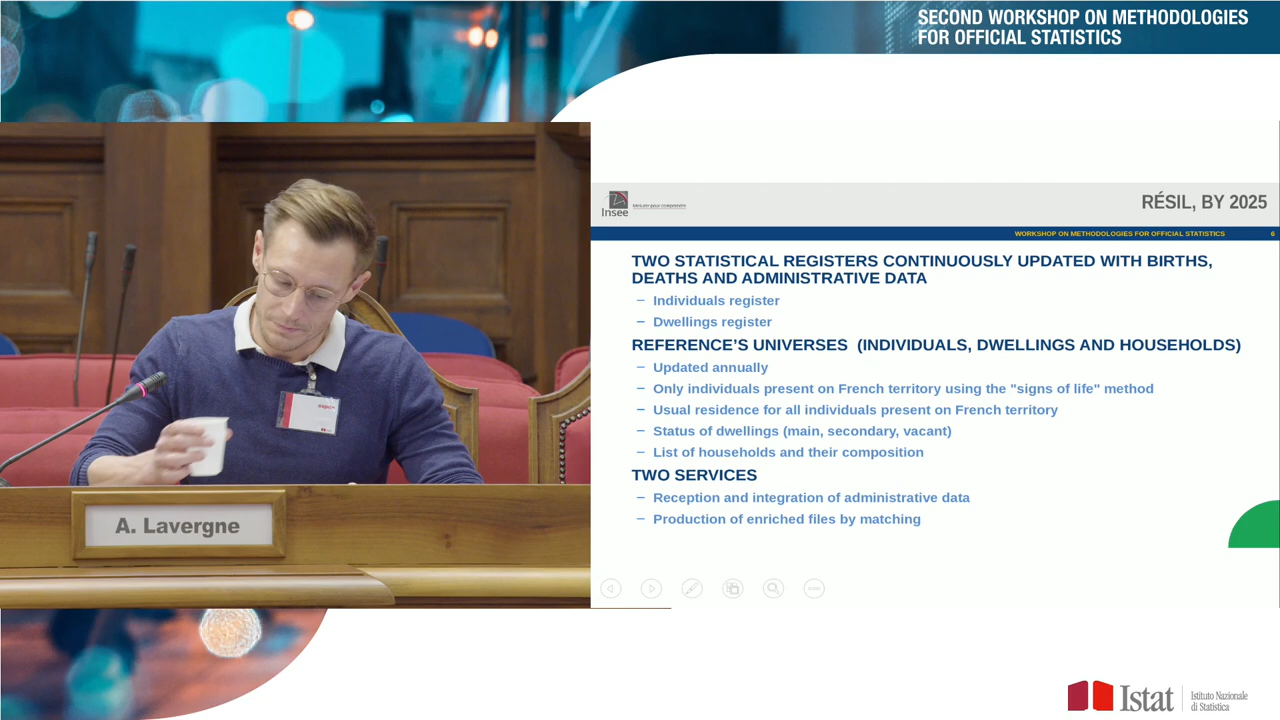 SECOND WORKSHOP ON METHODOLOGIES
FOR OFFICIAL STATISTICS
Insee
RÉSIL, BY 2025
WORKSHOP ON METHODOLOGIES FOR OFFICIAL STATISTICS 6
TWO STATISTICAL REGISTERS CONTINUOUSLY UPDATED WITH BIRTHS,
DEATHS AND ADMINISTRATIVE DATA
– Individuals register
– Dwellings register
REFERENCE'S UNIVERSES (INDIVIDUALS, DWELLINGS AND HOUSEHOLDS)
– Updated annually
– Only individuals present on French territory using the "signs of life" method
– Usual residence for all individuals present on French territory
– Status of dwellings (main, secondary, vacant)
– List of households and their composition
TWO SERVICES
– Reception and integration of administrative data
– Production of enriched files by matching
A. Lavergne
Istat
Istituto Nazionale
di Statistica